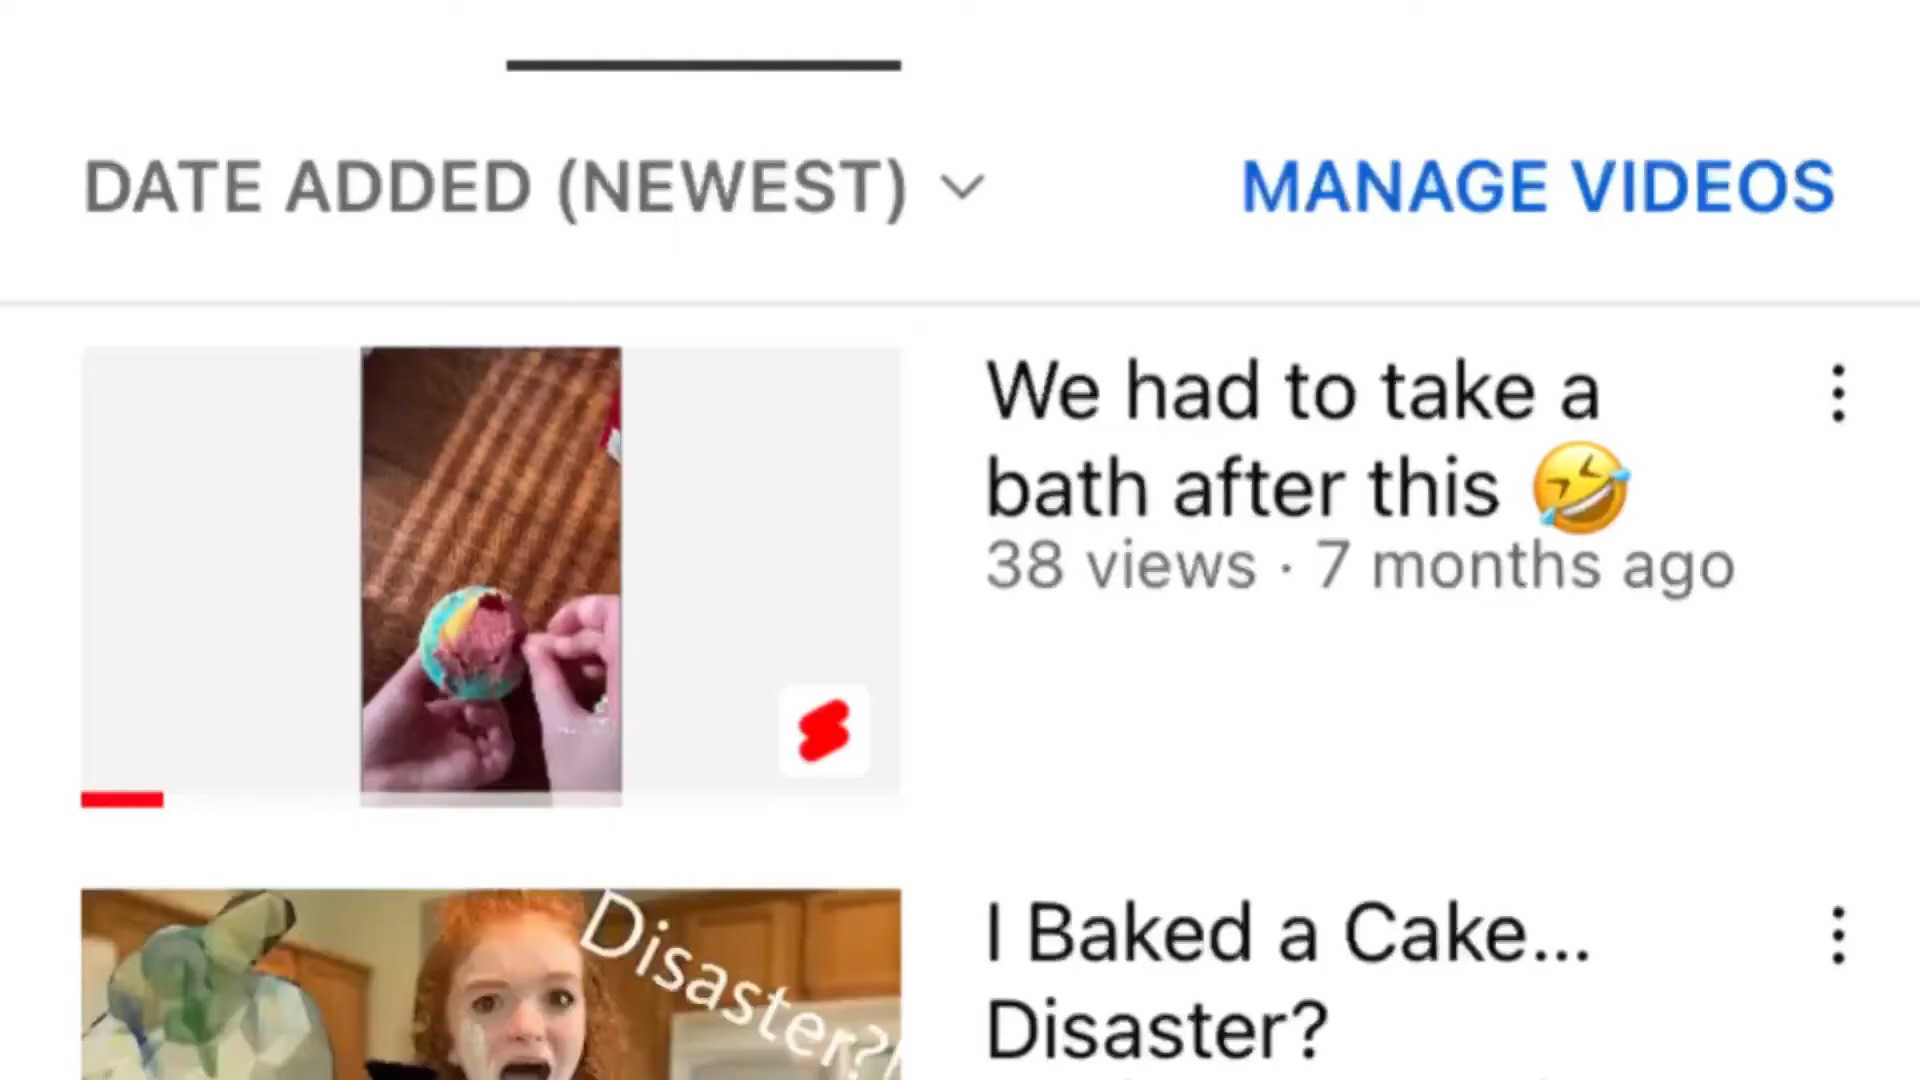 DATE ADDED (NEWEST)
MANAGE VIDEOS
We had to take a
bath after this 🤣
38 views · 7 months ago
Disaster?!
I Baked a Cake...
Disaster?